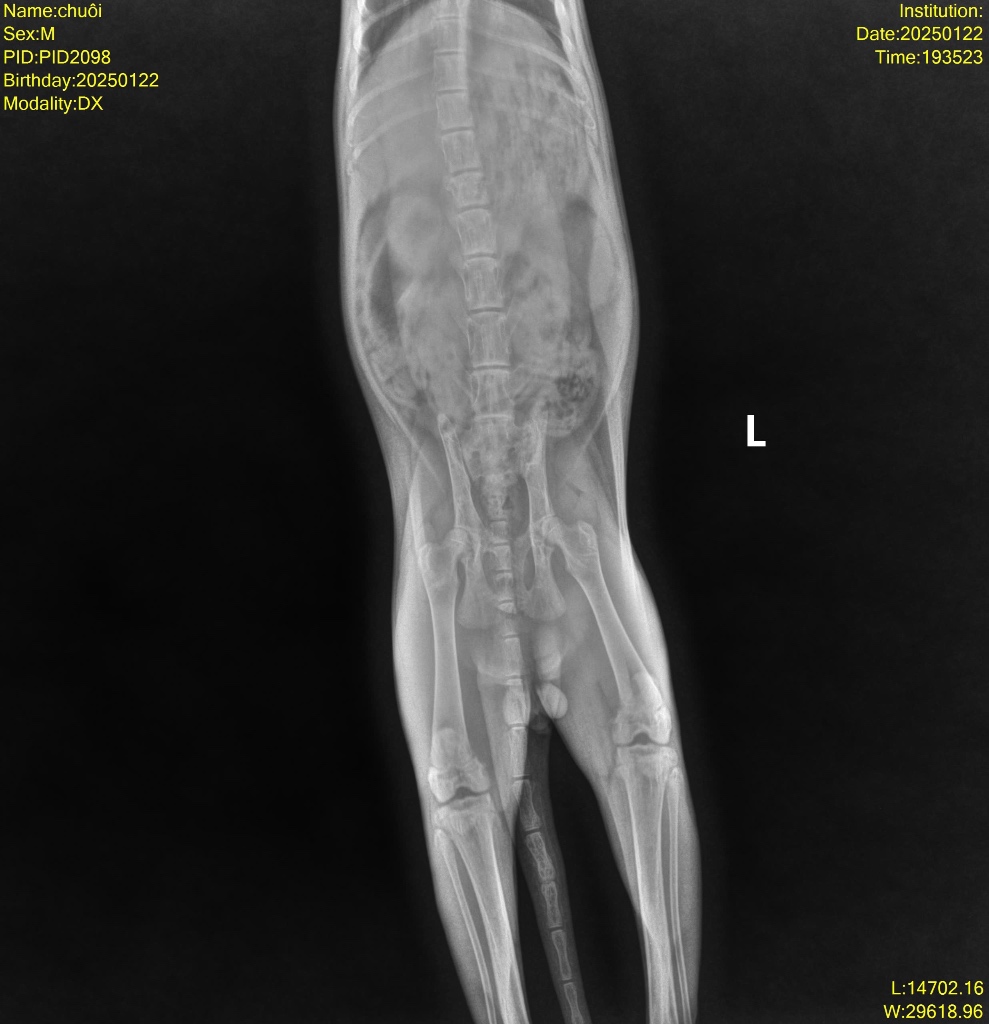 Name:chuôi
Sex:M
PID:PID2098
Birthday:20250122
Modality:DX
Institution:
Date:20250122
Time:193523
L
L:14702.16
W:29618.96